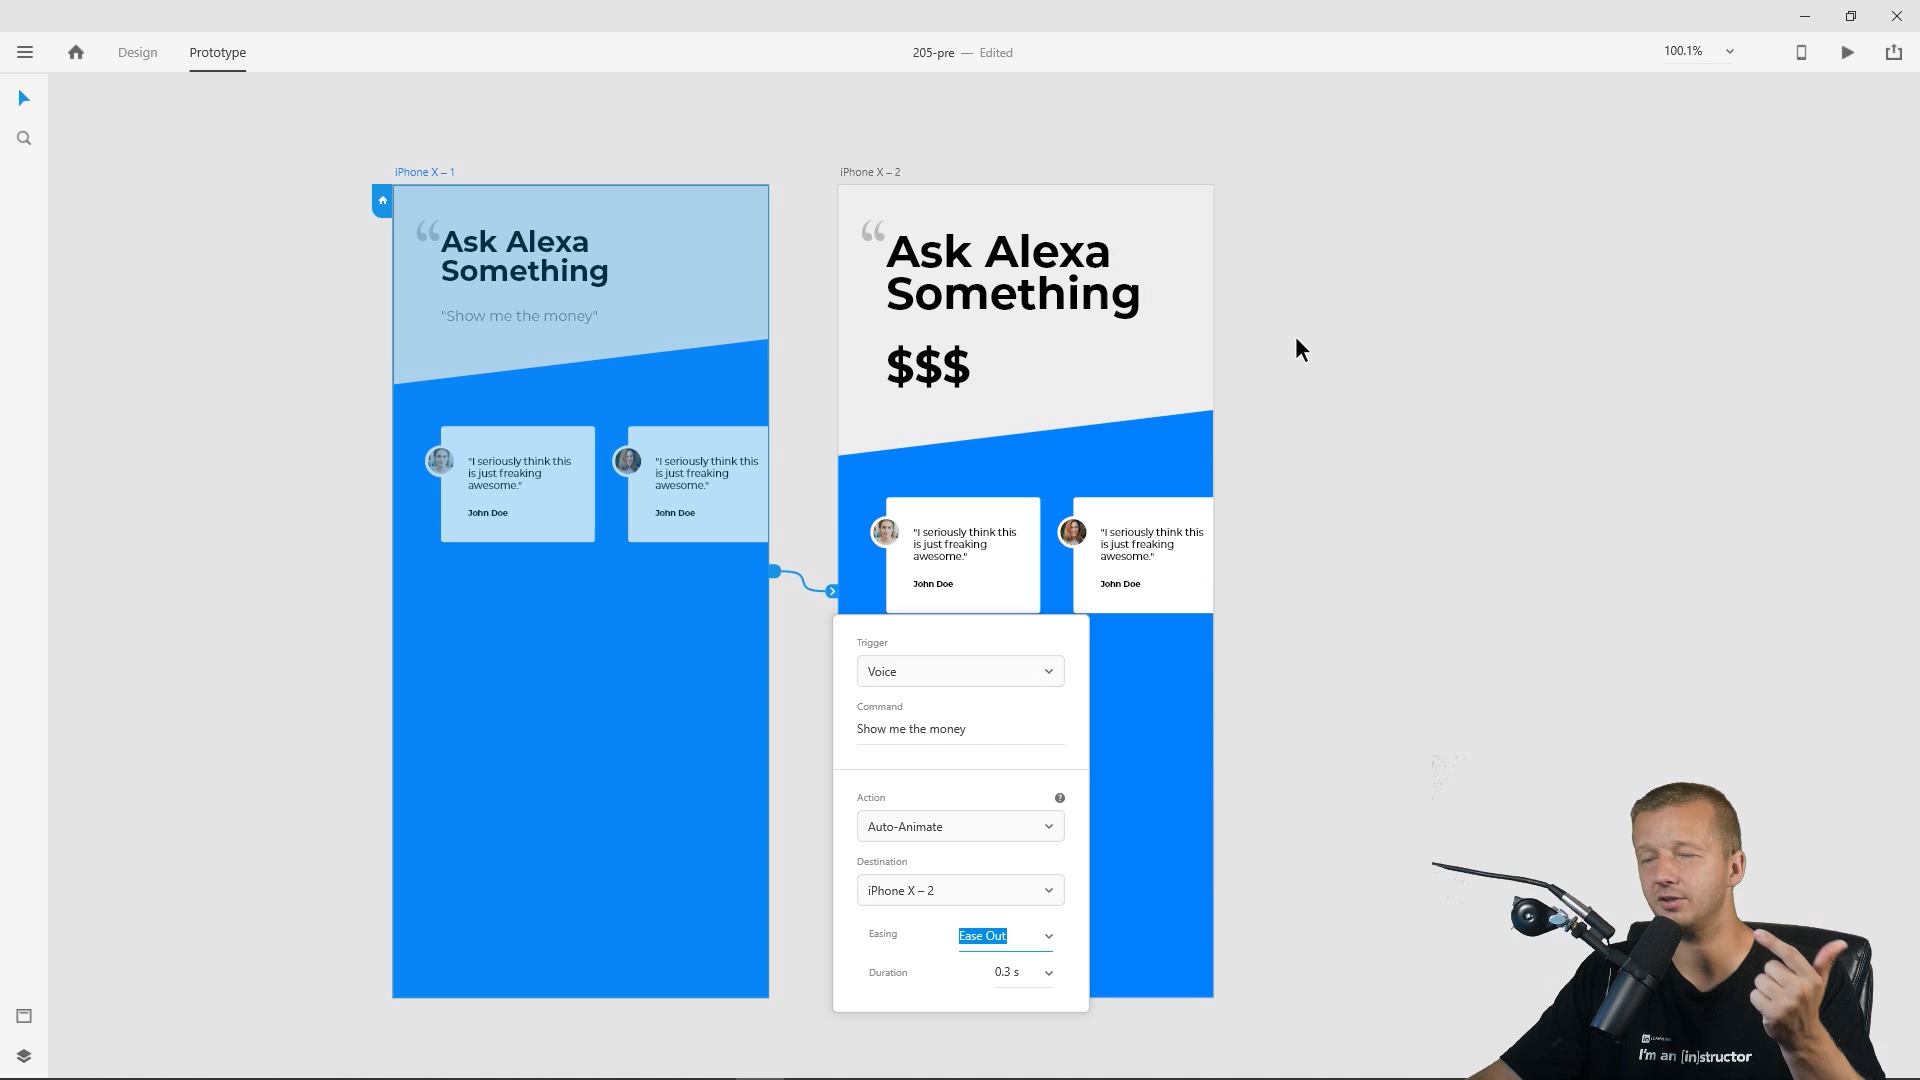 Design
Prototype
205-pre — Edited
100.1%
iPhone X – 1
“
Ask Alexa
Something
"Show me the money"
"I seriously think this
is just freaking
awesome."
John Doe
"I seriously think this
is just freaking
awesome."
John Doe
iPhone X – 2
“
Ask Alexa
Something
$$$
"I seriously think this
is just freaking
awesome."
John Doe
"I seriously think this
is just freaking
awesome."
John Doe
Trigger
Voice
Command
Show me the money
Action
Auto-Animate
Destination
iPhone X – 2
Easing
Ease Out
Duration
0.3 s
in LEARNING
I'm an [in]structor